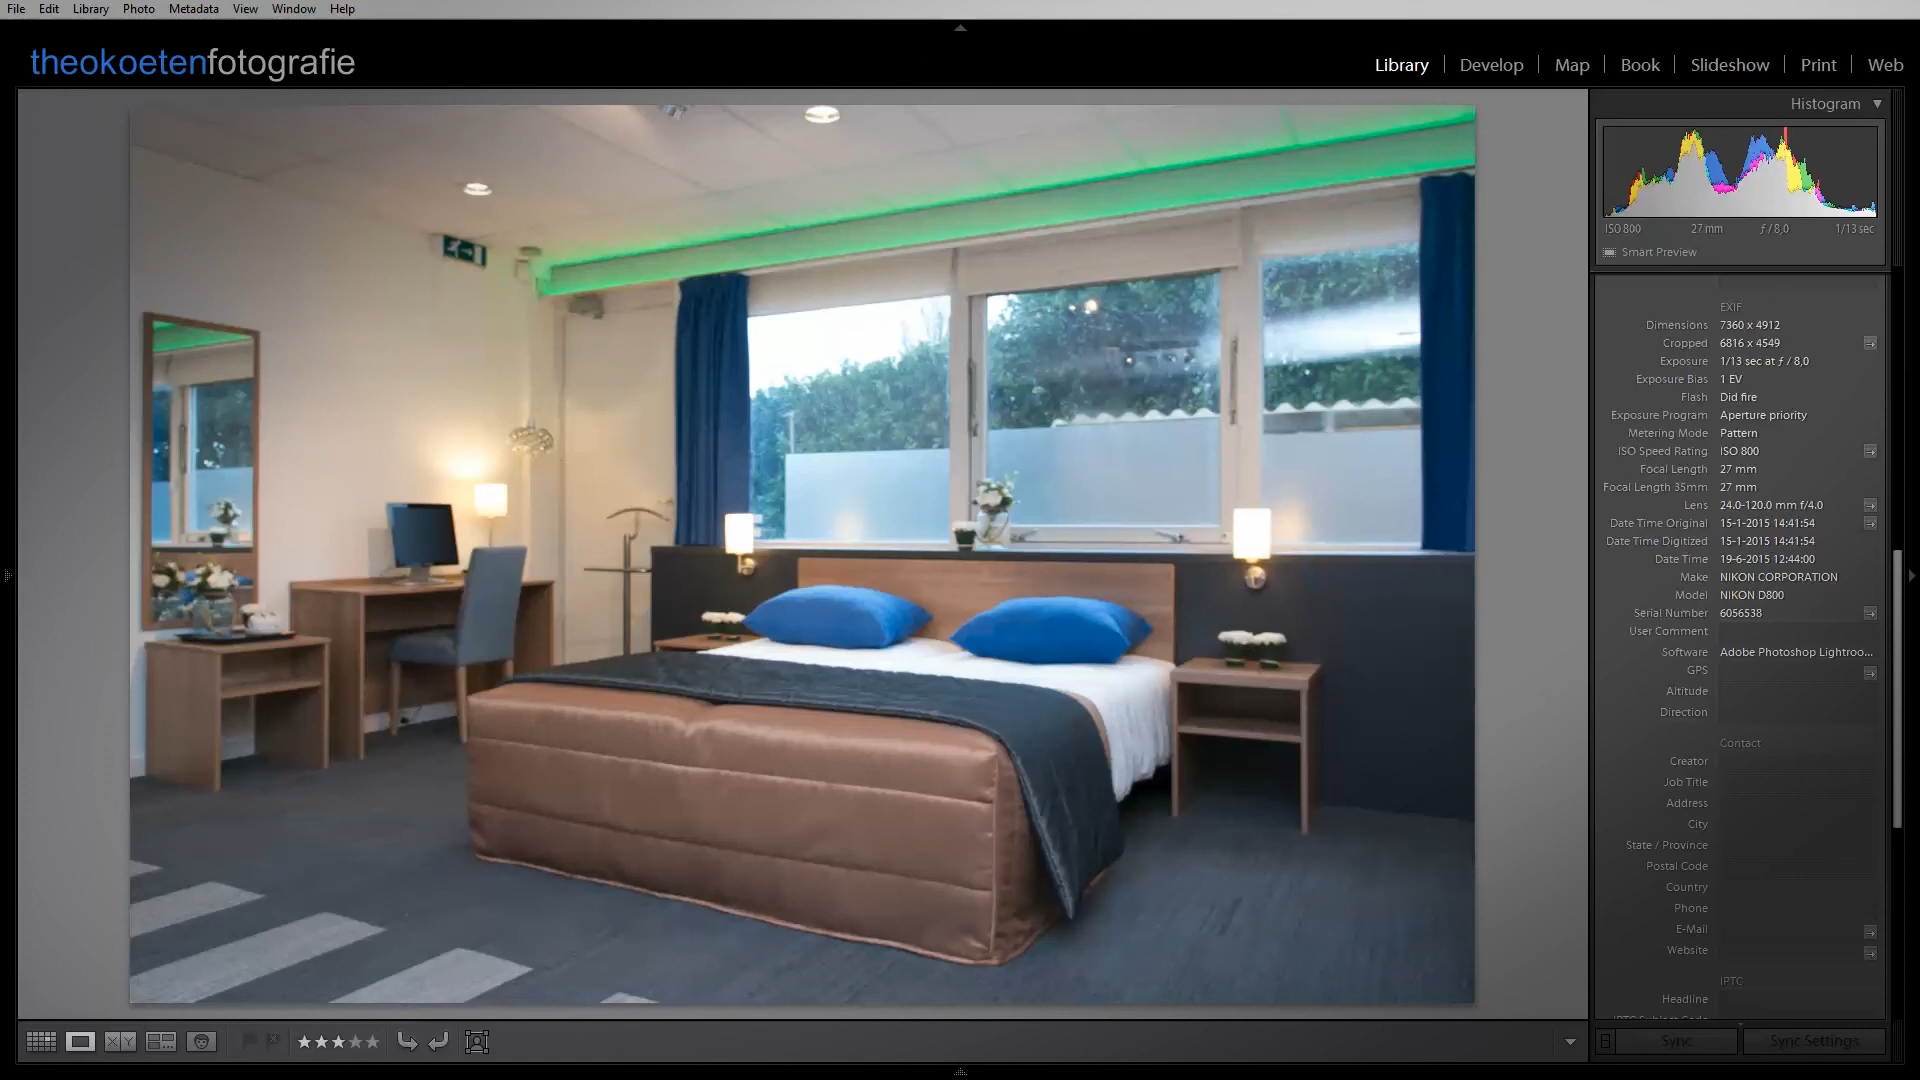 File Edit Library Photo Metadata View Window Help
theokoetenfotografie
Library Develop Map Book Slideshow Print Web
Histogram
ISO 800 27 mm ƒ / 8,0 1/13 sec
Smart Preview
EXIF
Dimensions 7360 x 4912
Cropped 6816 x 4549
Exposure 1/13 sec at ƒ / 8,0
Exposure Bias 1 EV
Flash Did fire
Exposure Program Aperture priority
Metering Mode Pattern
ISO Speed Rating ISO 800
Focal Length 27 mm
Focal Length 35mm 27 mm
Lens 24.0-120.0 mm f/4.0
Date Time Original 15-1-2015 14:41:54
Date Time Digitized 15-1-2015 14:41:54
Date Time 19-6-2015 12:44:00
Make NIKON CORPORATION
Model NIKON D800
Serial Number 6056538
User Comment
Software Adobe Photoshop Lightroo...
GPS
Altitude
Direction
Contact
Creator
Job Title
Address
City
State / Province
Postal Code
Country
Phone
E-Mail
Website
IPTC
Headline
X Y
Sync Sync Settings